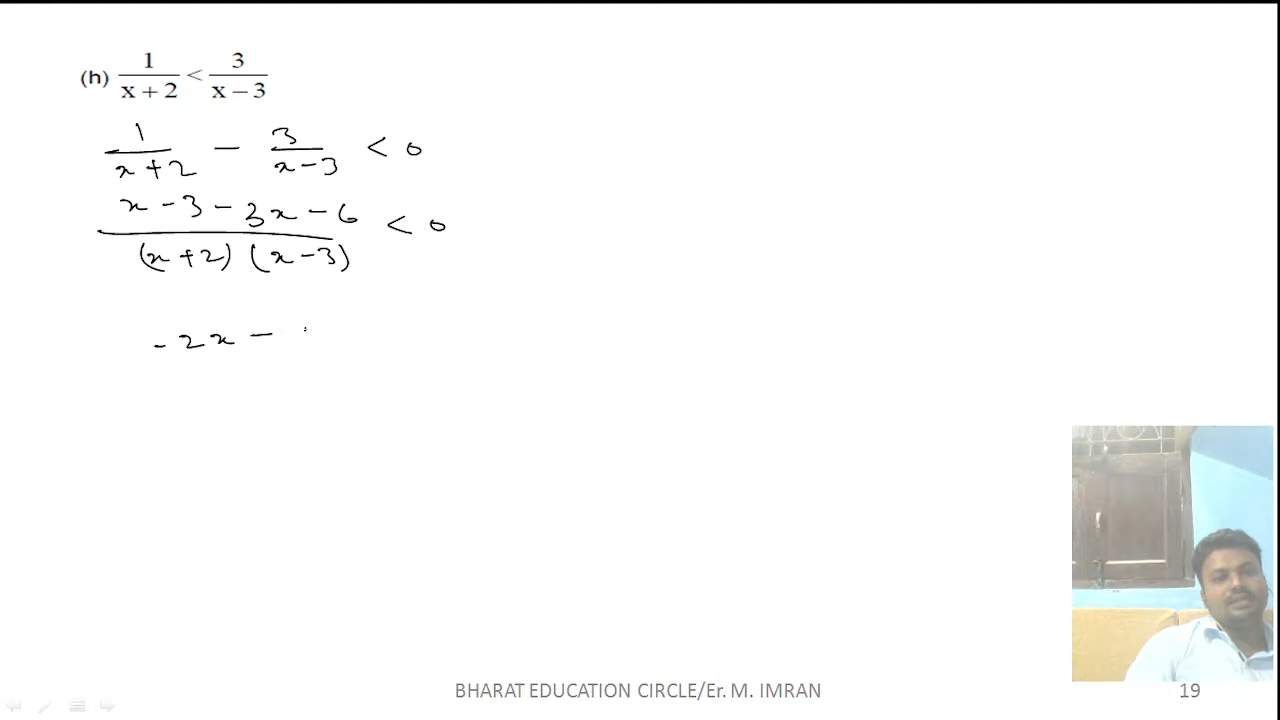 (h) 1/(x + 2) < 3/(x − 3)
1/(x+2) − 3/(x−3) < 0
(x − 3 − 3x − 6)/((x+2) (x−3)) < 0
- 2x −
BHARAT EDUCATION CIRCLE/Er. M. IMRAN
19